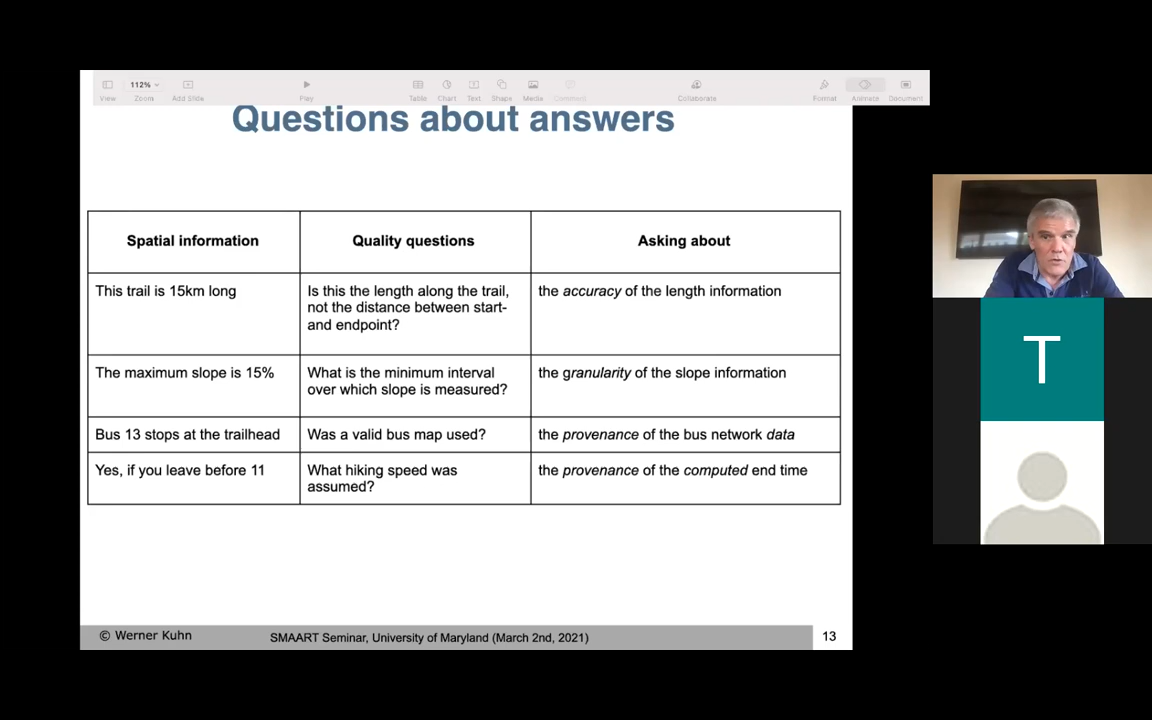 112%
View Zoom Add Slide Play Table Chart Text Shape Media Comment Collaborate Format Animate Document
Questions about answers
Spatial information Quality questions Asking about
This trail is 15km long
Is this the length along the trail,
not the distance between start-
and endpoint?
the accuracy of the length information
The maximum slope is 15%
What is the minimum interval
over which slope is measured?
the granularity of the slope information
Bus 13 stops at the trailhead
Was a valid bus map used?
the provenance of the bus network data
Yes, if you leave before 11
What hiking speed was
assumed?
the provenance of the computed end time
© Werner Kuhn
SMAART Seminar, University of Maryland (March 2nd, 2021)
13
T